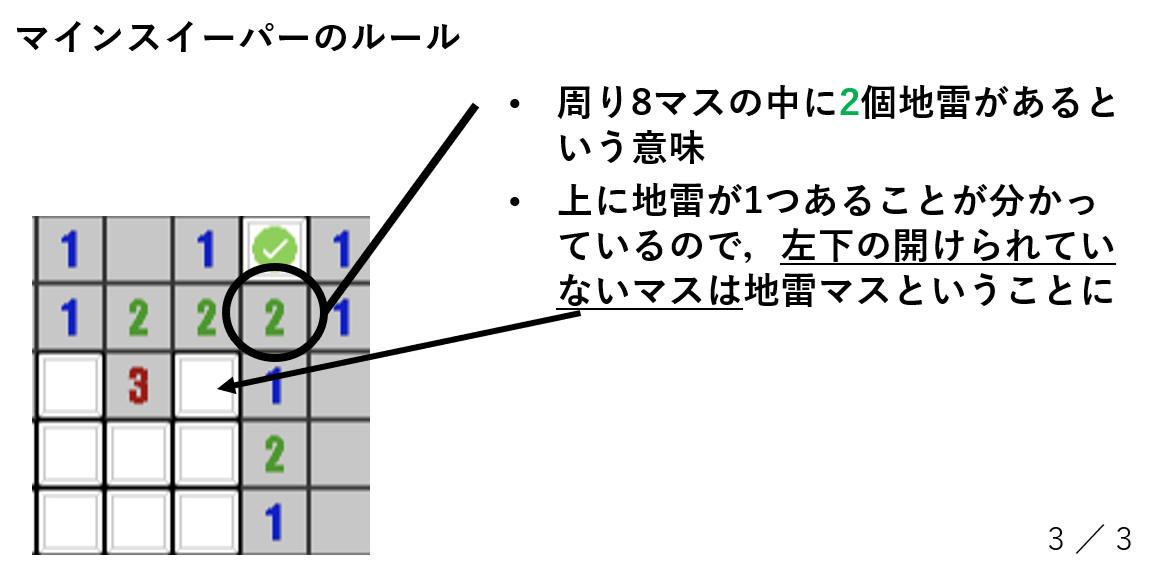 マインスイーパーのルール
• 周り8マスの中に2個地雷があると
いう意味
• 上に地雷が1つあることが分かっ
ているので，左下の開けられてい
ないマスは地雷マスということに
1 1 1
1 2 2 2 1
3 1
2
1
3 ／ 3